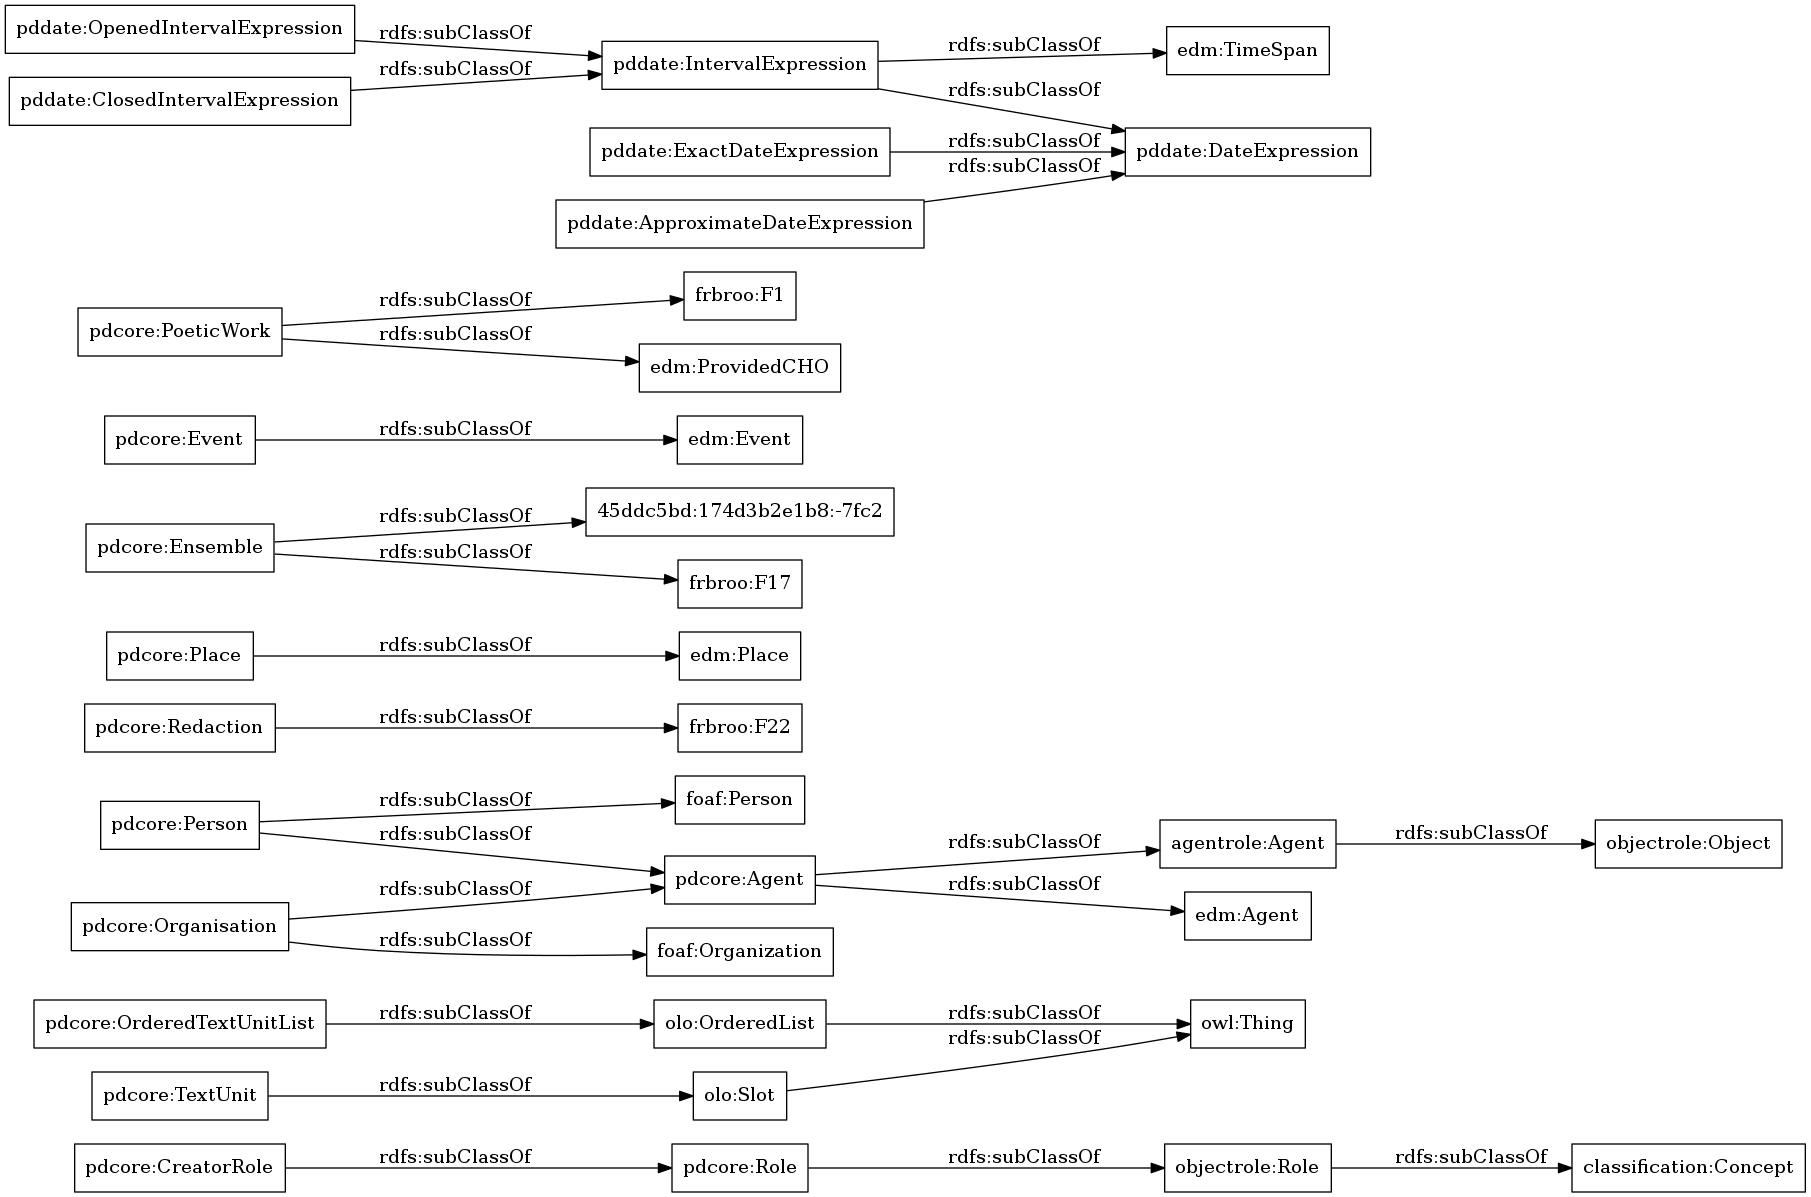 pddate:OpenedIntervalExpression
rdfs:subClassOf
pddate:ClosedIntervalExpression
rdfs:subClassOf
pddate:IntervalExpression
rdfs:subClassOf
edm:TimeSpan
rdfs:subClassOf
pddate:ExactDateExpression
rdfs:subClassOf
pddate:DateExpression
rdfs:subClassOf
pddate:ApproximateDateExpression
pdcore:PoeticWork
rdfs:subClassOf
frbroo:F1
rdfs:subClassOf
edm:ProvidedCHO
pdcore:Event
rdfs:subClassOf
edm:Event
pdcore:Ensemble
rdfs:subClassOf
45ddc5bd:174d3b2e1b8:-7fc2
rdfs:subClassOf
frbroo:F17
pdcore:Place
rdfs:subClassOf
edm:Place
pdcore:Redaction
rdfs:subClassOf
frbroo:F22
pdcore:Person
rdfs:subClassOf
foaf:Person
rdfs:subClassOf
pdcore:Agent
rdfs:subClassOf
agentrole:Agent
rdfs:subClassOf
objectrole:Object
rdfs:subClassOf
edm:Agent
pdcore:Organisation
rdfs:subClassOf
rdfs:subClassOf
foaf:Organization
pdcore:OrderedTextUnitList
rdfs:subClassOf
olo:OrderedList
rdfs:subClassOf
owl:Thing
rdfs:subClassOf
pdcore:TextUnit
rdfs:subClassOf
olo:Slot
pdcore:CreatorRole
rdfs:subClassOf
pdcore:Role
rdfs:subClassOf
objectrole:Role
rdfs:subClassOf
classification:Concept